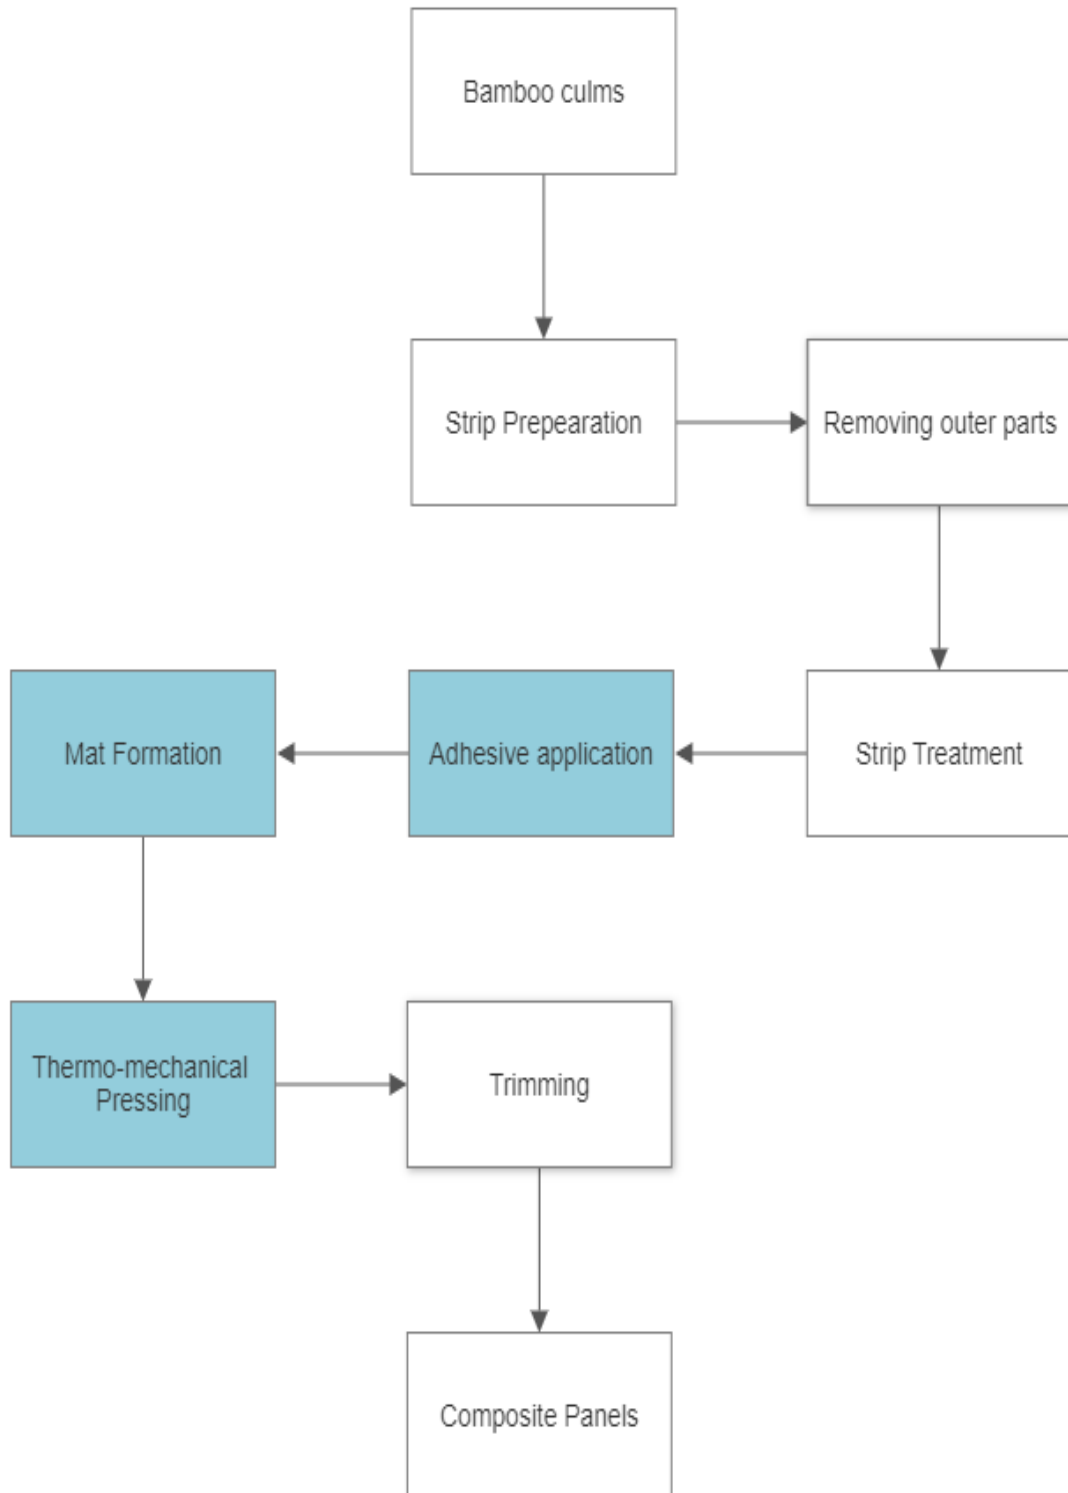 Bamboo culms
Strip Prepearation
Removing outer parts
Strip Treatment
Adhesive application
Mat Formation
Thermo-mechanical
Pressing
Trimming
Composite Panels